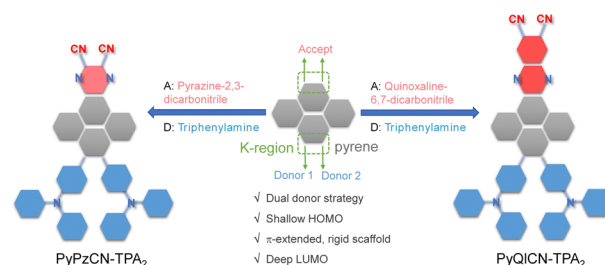 CN CN
N N
N N
PyPzCN-TPA₂
A: Pyrazine-2,3-
dicarbonitrile
D: Triphenylamine
Accept
K-region
pyrene
Donor 1 Donor 2
√ Dual donor strategy
√ Shallow HOMO
√ π-extended, rigid scaffold
√ Deep LUMO
A: Quinoxaline-
6,7-dicarbonitrile
D: Triphenylamine
CN CN
N N
N N
PyQlCN-TPA₂